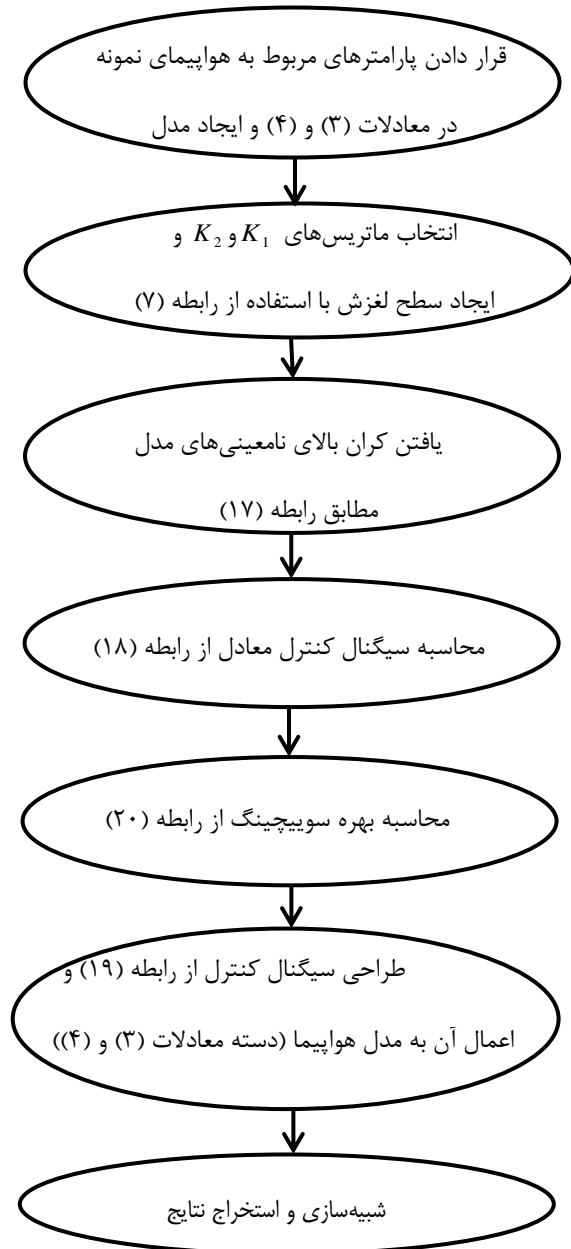 قرار دادن پارامترهای مربوط به هواپیمای نمونه
در معادلات (۳) و (۴) و ایجاد مدل
انتخاب ماتریس‌های K₁ و K₂ و
ایجاد سطح لغزش با استفاده از رابطه (۷)
یافتن کران بالای نامعینی‌های مدل
مطابق رابطه (۱۷)
محاسبه سیگنال کنترل معادل از رابطه (۱۸)
محاسبه بهره سوییچینگ از رابطه (۲۰)
طراحی سیگنال کنترل از رابطه (۱۹) و
اعمال آن به مدل هواپیما (دسته معادلات (۳) و (۴))
شبیه‌سازی و استخراج نتایج